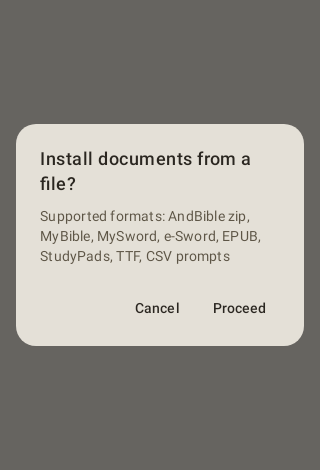 Install documents from a
file?
Supported formats: AndBible zip,
MyBible, MySword, e-Sword, EPUB,
StudyPads, TTF, CSV prompts
Cancel
Proceed